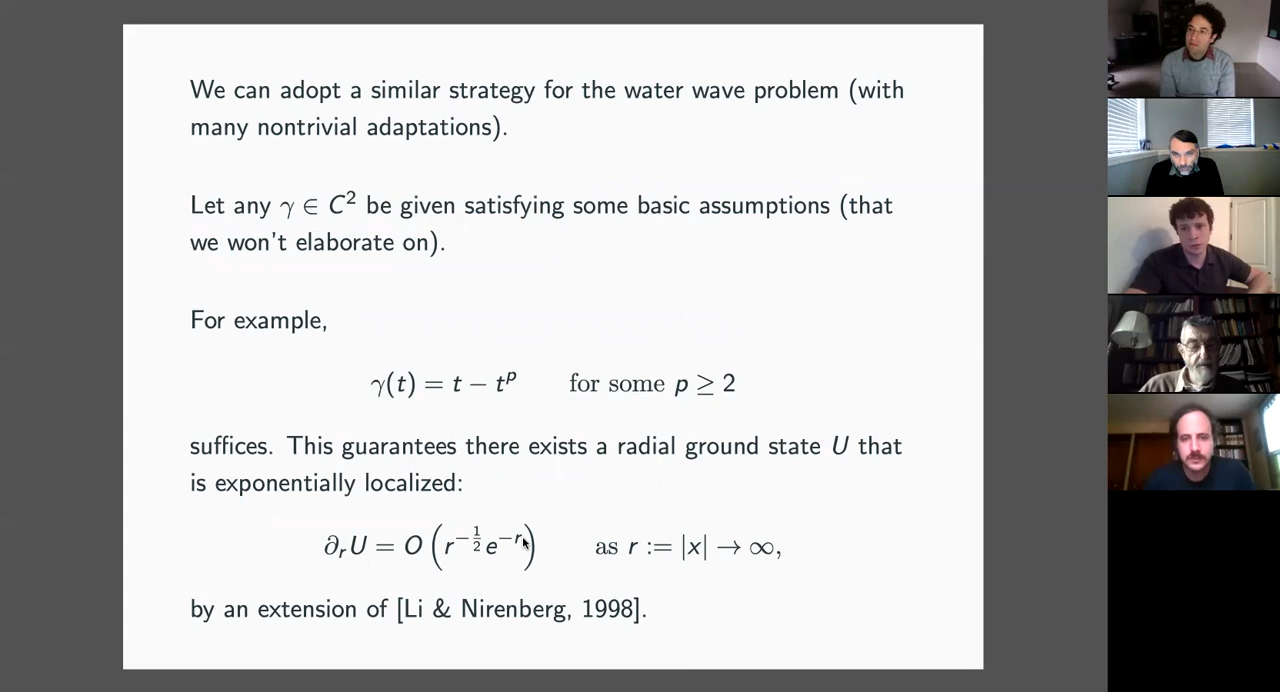 We can adopt a similar strategy for the water wave problem (with
many nontrivial adaptations).
Let any γ ∈ C² be given satisfying some basic assumptions (that
we won't elaborate on).
For example,
γ(t) = t − tᵖ for some p ≥ 2
suffices. This guarantees there exists a radial ground state U that
is exponentially localized:
∂ᵣU = O(r^{−1/2}e^{−r}) as r := |x| → ∞,
by an extension of [Li & Nirenberg, 1998].